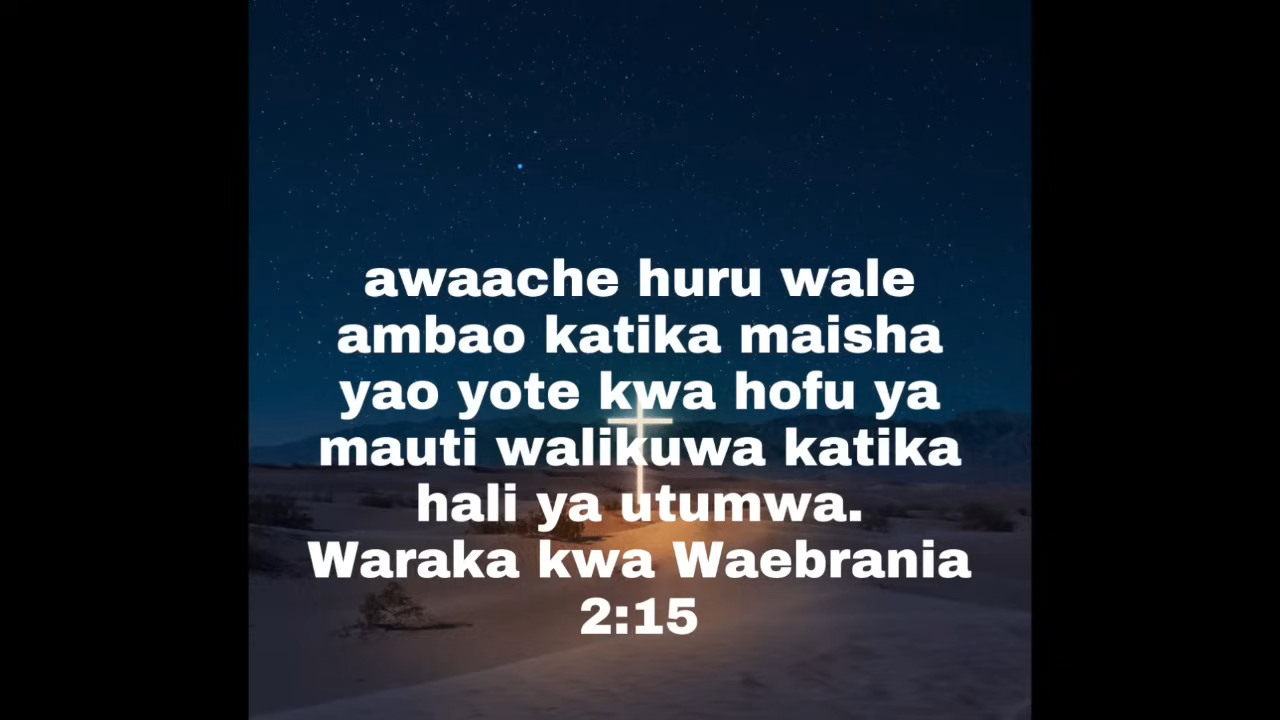 awaache huru wale
ambao katika maisha
yao yote kwa hofu ya
mauti walikuwa katika
hali ya utumwa.
Waraka kwa Waebrania
2:15